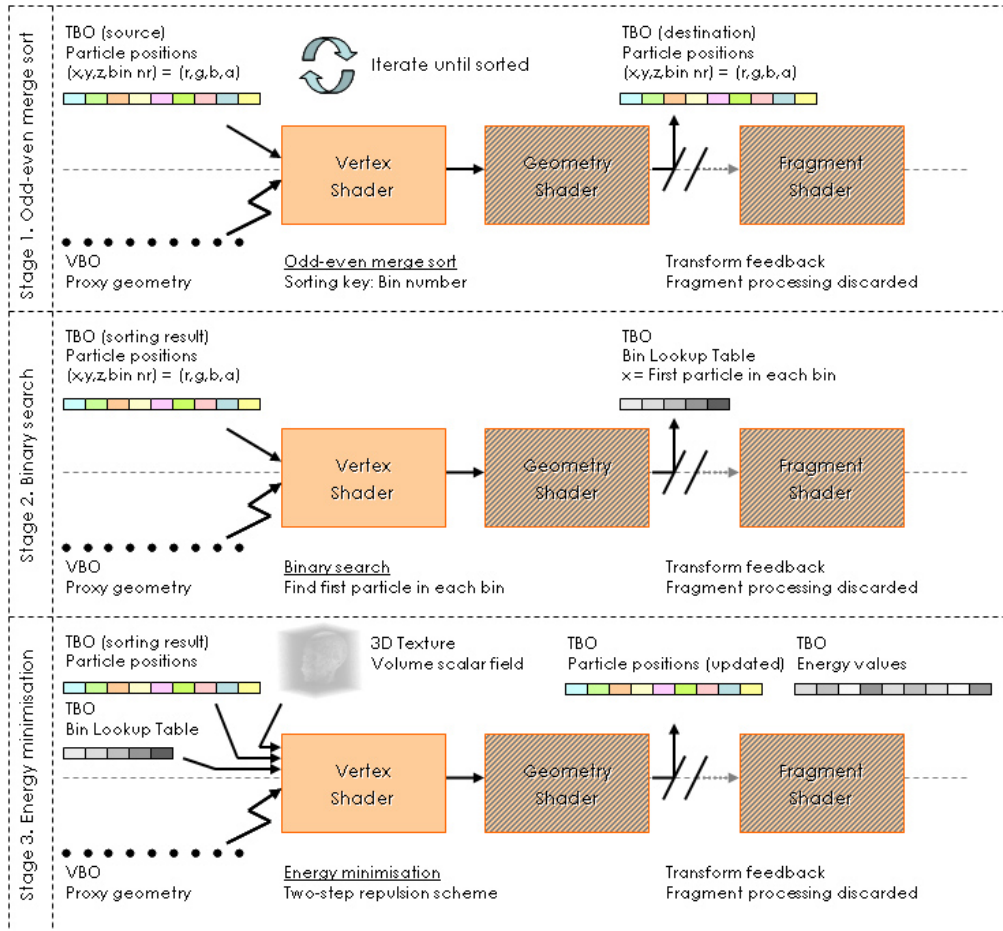 Stage 1. Odd-even merge sort
TBO (source)
Particle positions
(x,y,z,bin nr) = (r,g,b,a)
Iterate until sorted
TBO (destination)
Particle positions
(x,y,z,bin nr) = (r,g,b,a)
Vertex
Shader
Geometry
Shader
Fragment
Shader
VBO
Proxy geometry
Odd-even merge sort
Sorting key: Bin number
Transform feedback
Fragment processing discarded
Stage 2. Binary search
TBO (sorting result)
Particle positions
(x,y,z,bin nr) = (r,g,b,a)
TBO
Bin Lookup Table
x = First particle in each bin
Vertex
Shader
Geometry
Shader
Fragment
Shader
VBO
Proxy geometry
Binary search
Find first particle in each bin
Transform feedback
Fragment processing discarded
Stage 3. Energy minimisation
TBO (sorting result)
Particle positions
3D Texture
Volume scalar field
TBO
Particle positions (updated)
TBO
Energy values
TBO
Bin Lookup Table
Vertex
Shader
Geometry
Shader
Fragment
Shader
VBO
Proxy geometry
Energy minimisation
Two-step repulsion scheme
Transform feedback
Fragment processing discarded